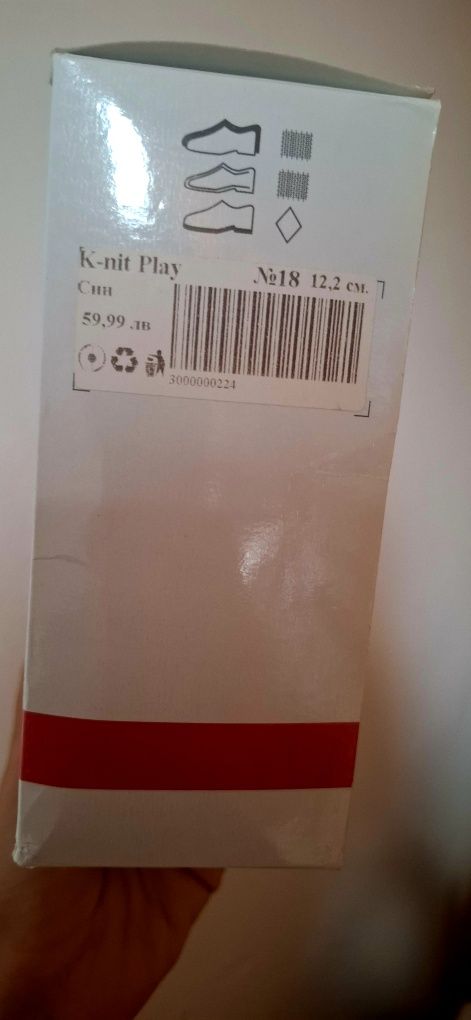 K-nit Play №18 12,2 см.
Син
59,99 лв
3000000224